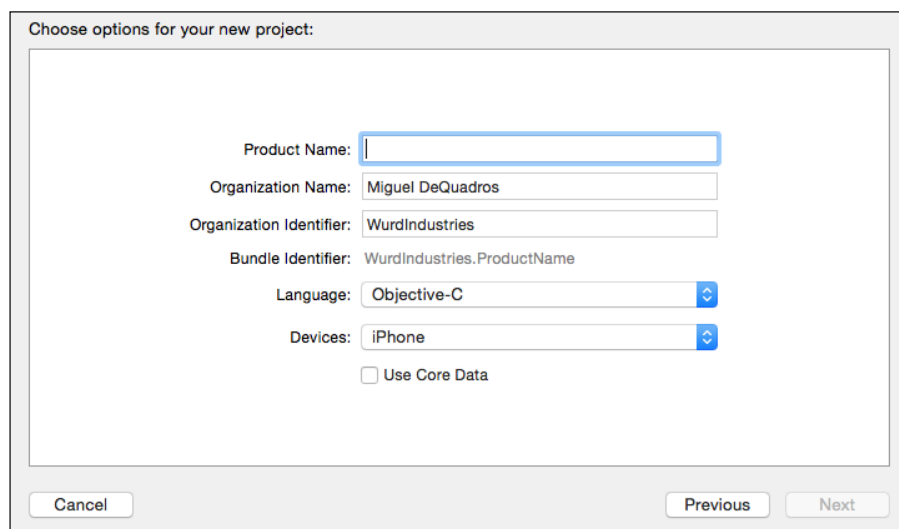 Choose options for your new project:
Product Name:
Organization Name: Miguel DeQuadros
Organization Identifier: WurdIndustries
Bundle Identifier: WurdIndustries.ProductName
Language: Objective-C
Devices: iPhone
Use Core Data
Cancel Previous Next